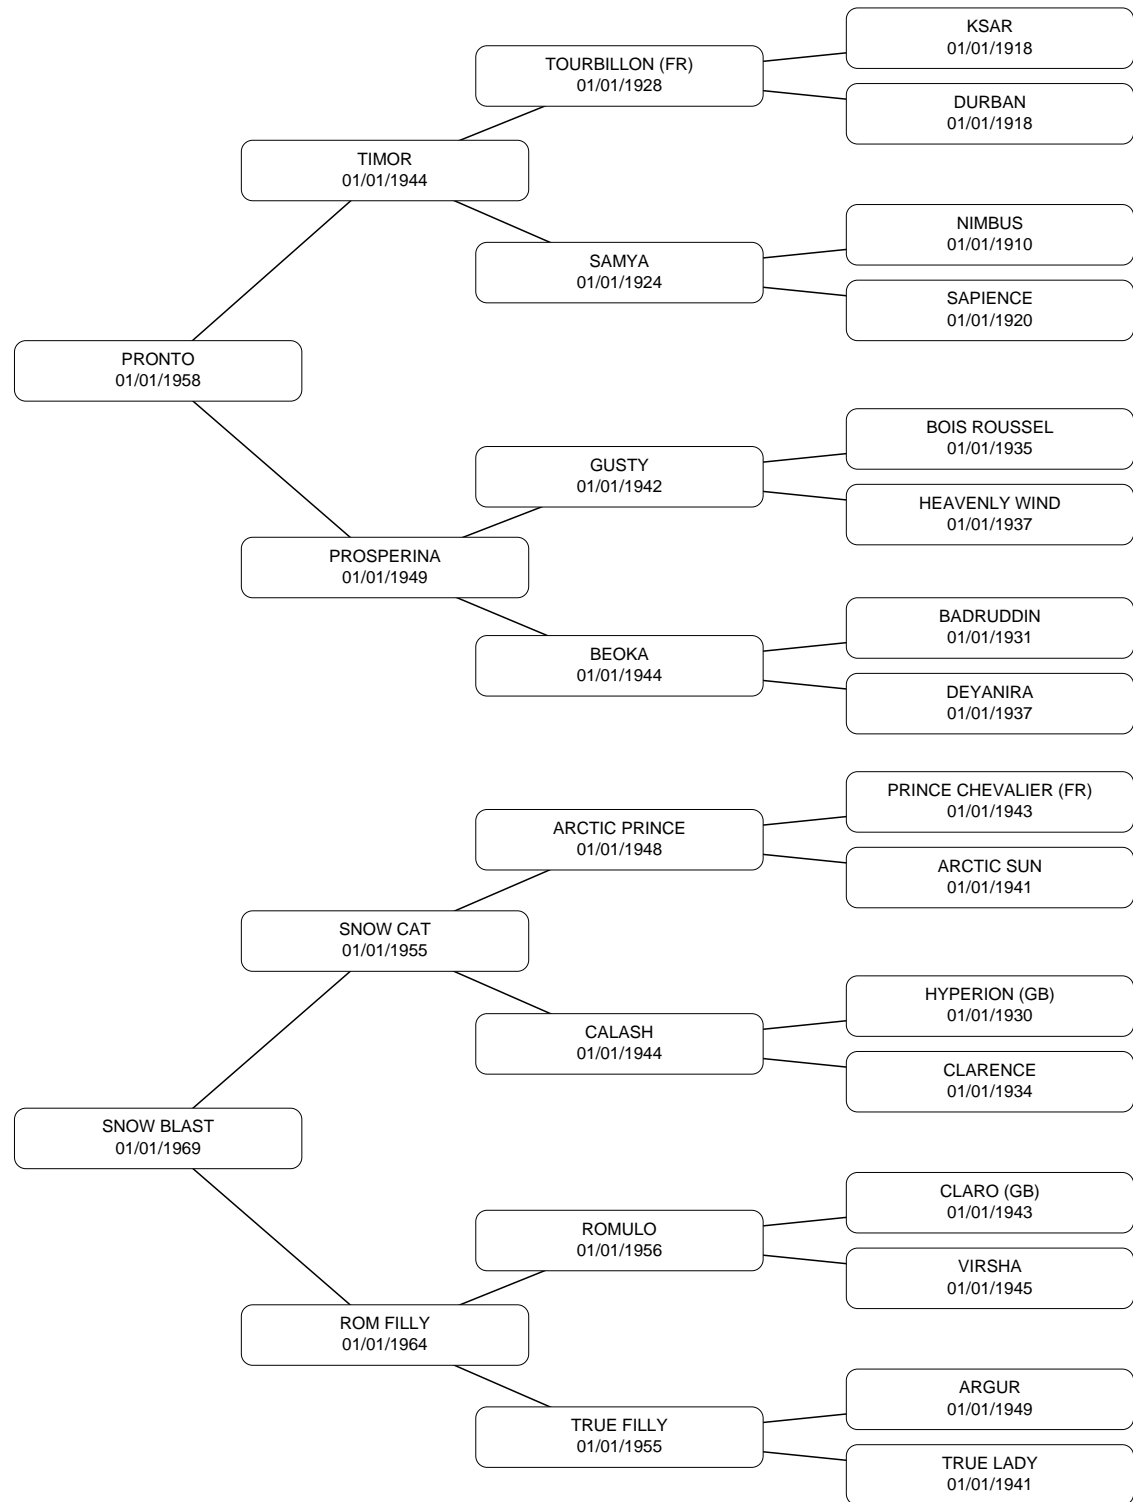 KSAR
01/01/1918
TOURBILLON (FR)
01/01/1928
DURBAN
01/01/1918
TIMOR
01/01/1944
NIMBUS
01/01/1910
SAMYA
01/01/1924
SAPIENCE
01/01/1920
PRONTO
01/01/1958
BOIS ROUSSEL
01/01/1935
GUSTY
01/01/1942
HEAVENLY WIND
01/01/1937
PROSPERINA
01/01/1949
BADRUDDIN
01/01/1931
BEOKA
01/01/1944
DEYANIRA
01/01/1937
PRINCE CHEVALIER (FR)
01/01/1943
ARCTIC PRINCE
01/01/1948
ARCTIC SUN
01/01/1941
SNOW CAT
01/01/1955
HYPERION (GB)
01/01/1930
CALASH
01/01/1944
CLARENCE
01/01/1934
SNOW BLAST
01/01/1969
CLARO (GB)
01/01/1943
ROMULO
01/01/1956
VIRSHA
01/01/1945
ROM FILLY
01/01/1964
ARGUR
01/01/1949
TRUE FILLY
01/01/1955
TRUE LADY
01/01/1941